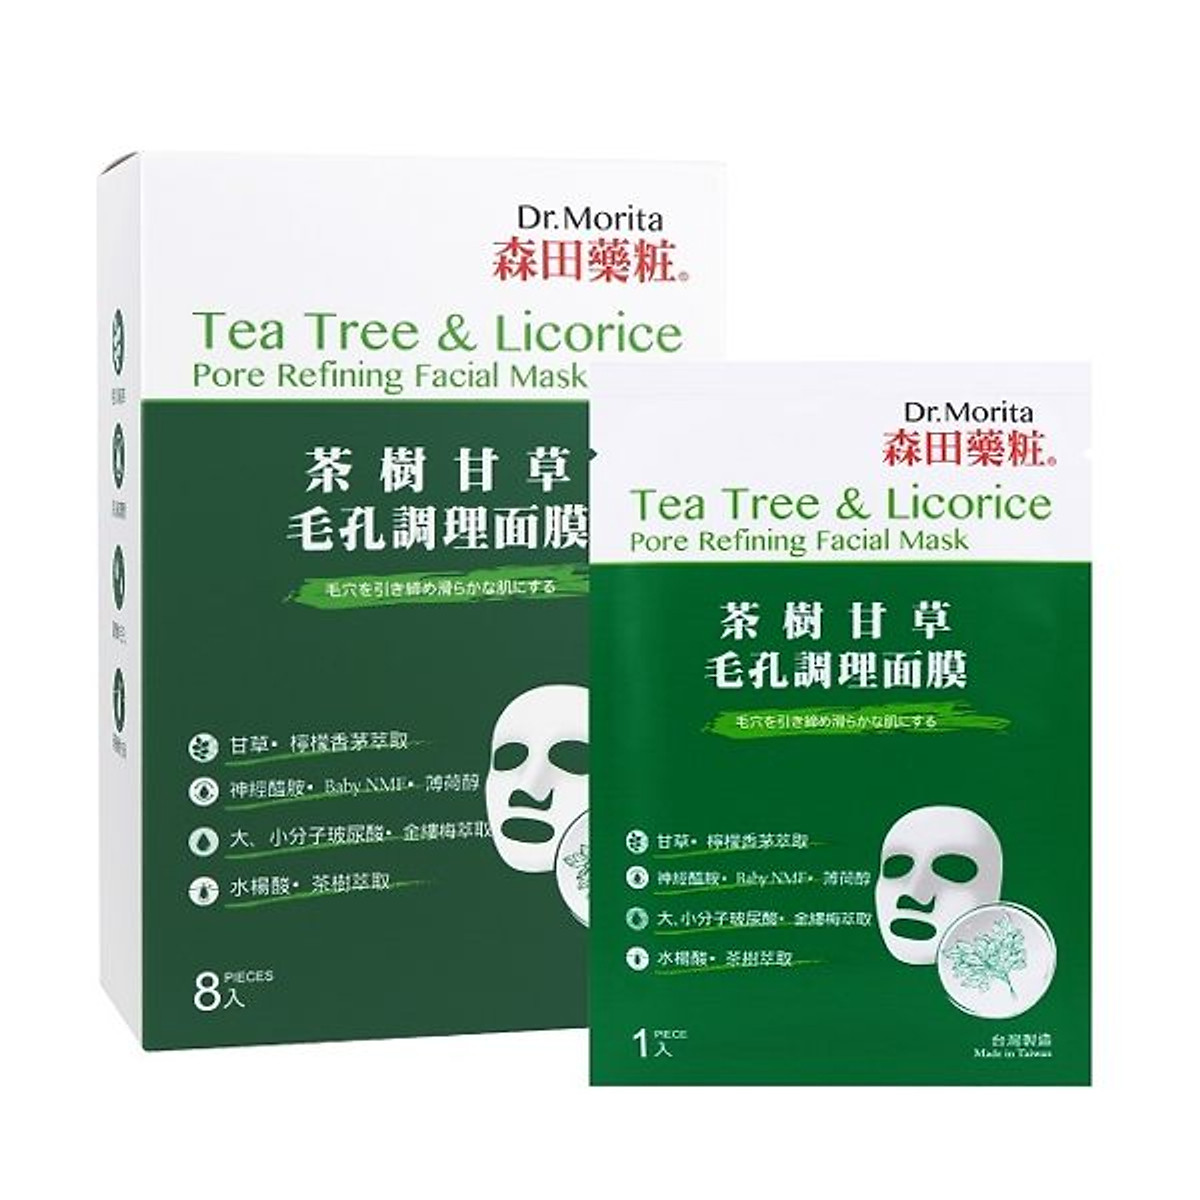 Dr.Morita
森田藥粧®
Tea Tree & Licorice
Pore Refining Facial Mask
茶樹甘草
毛孔調理面膜
毛穴を引き締め滑らかな肌にする
甘草•檸檬香茅萃取
神經醯胺•Baby NMF•薄荷醇
大、小分子玻尿酸•金縷梅萃取
水楊酸•茶樹萃取
8 PIECES
入
Dr.Morita
森田藥粧®
Tea Tree & Licorice
Pore Refining Facial Mask
茶樹甘草
毛孔調理面膜
毛穴を引き締め滑らかな肌にする
甘草•檸檬香茅萃取
神經醯胺•Baby NMF•薄荷醇
大、小分子玻尿酸•金縷梅萃取
水楊酸•茶樹萃取
1 PIECE
入
台灣製造
Made in Taiwan